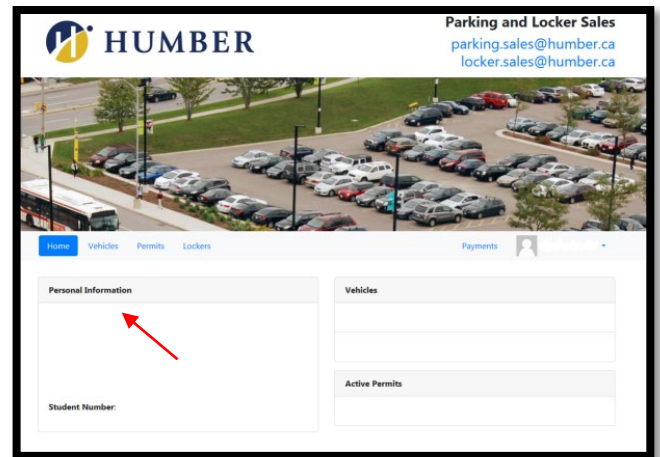 HUMBER
Parking and Locker Sales
parking.sales@humber.ca
locker.sales@humber.ca
Home Vehicles Permits Lockers Payments
Personal Information
Student Number:
Vehicles
Active Permits